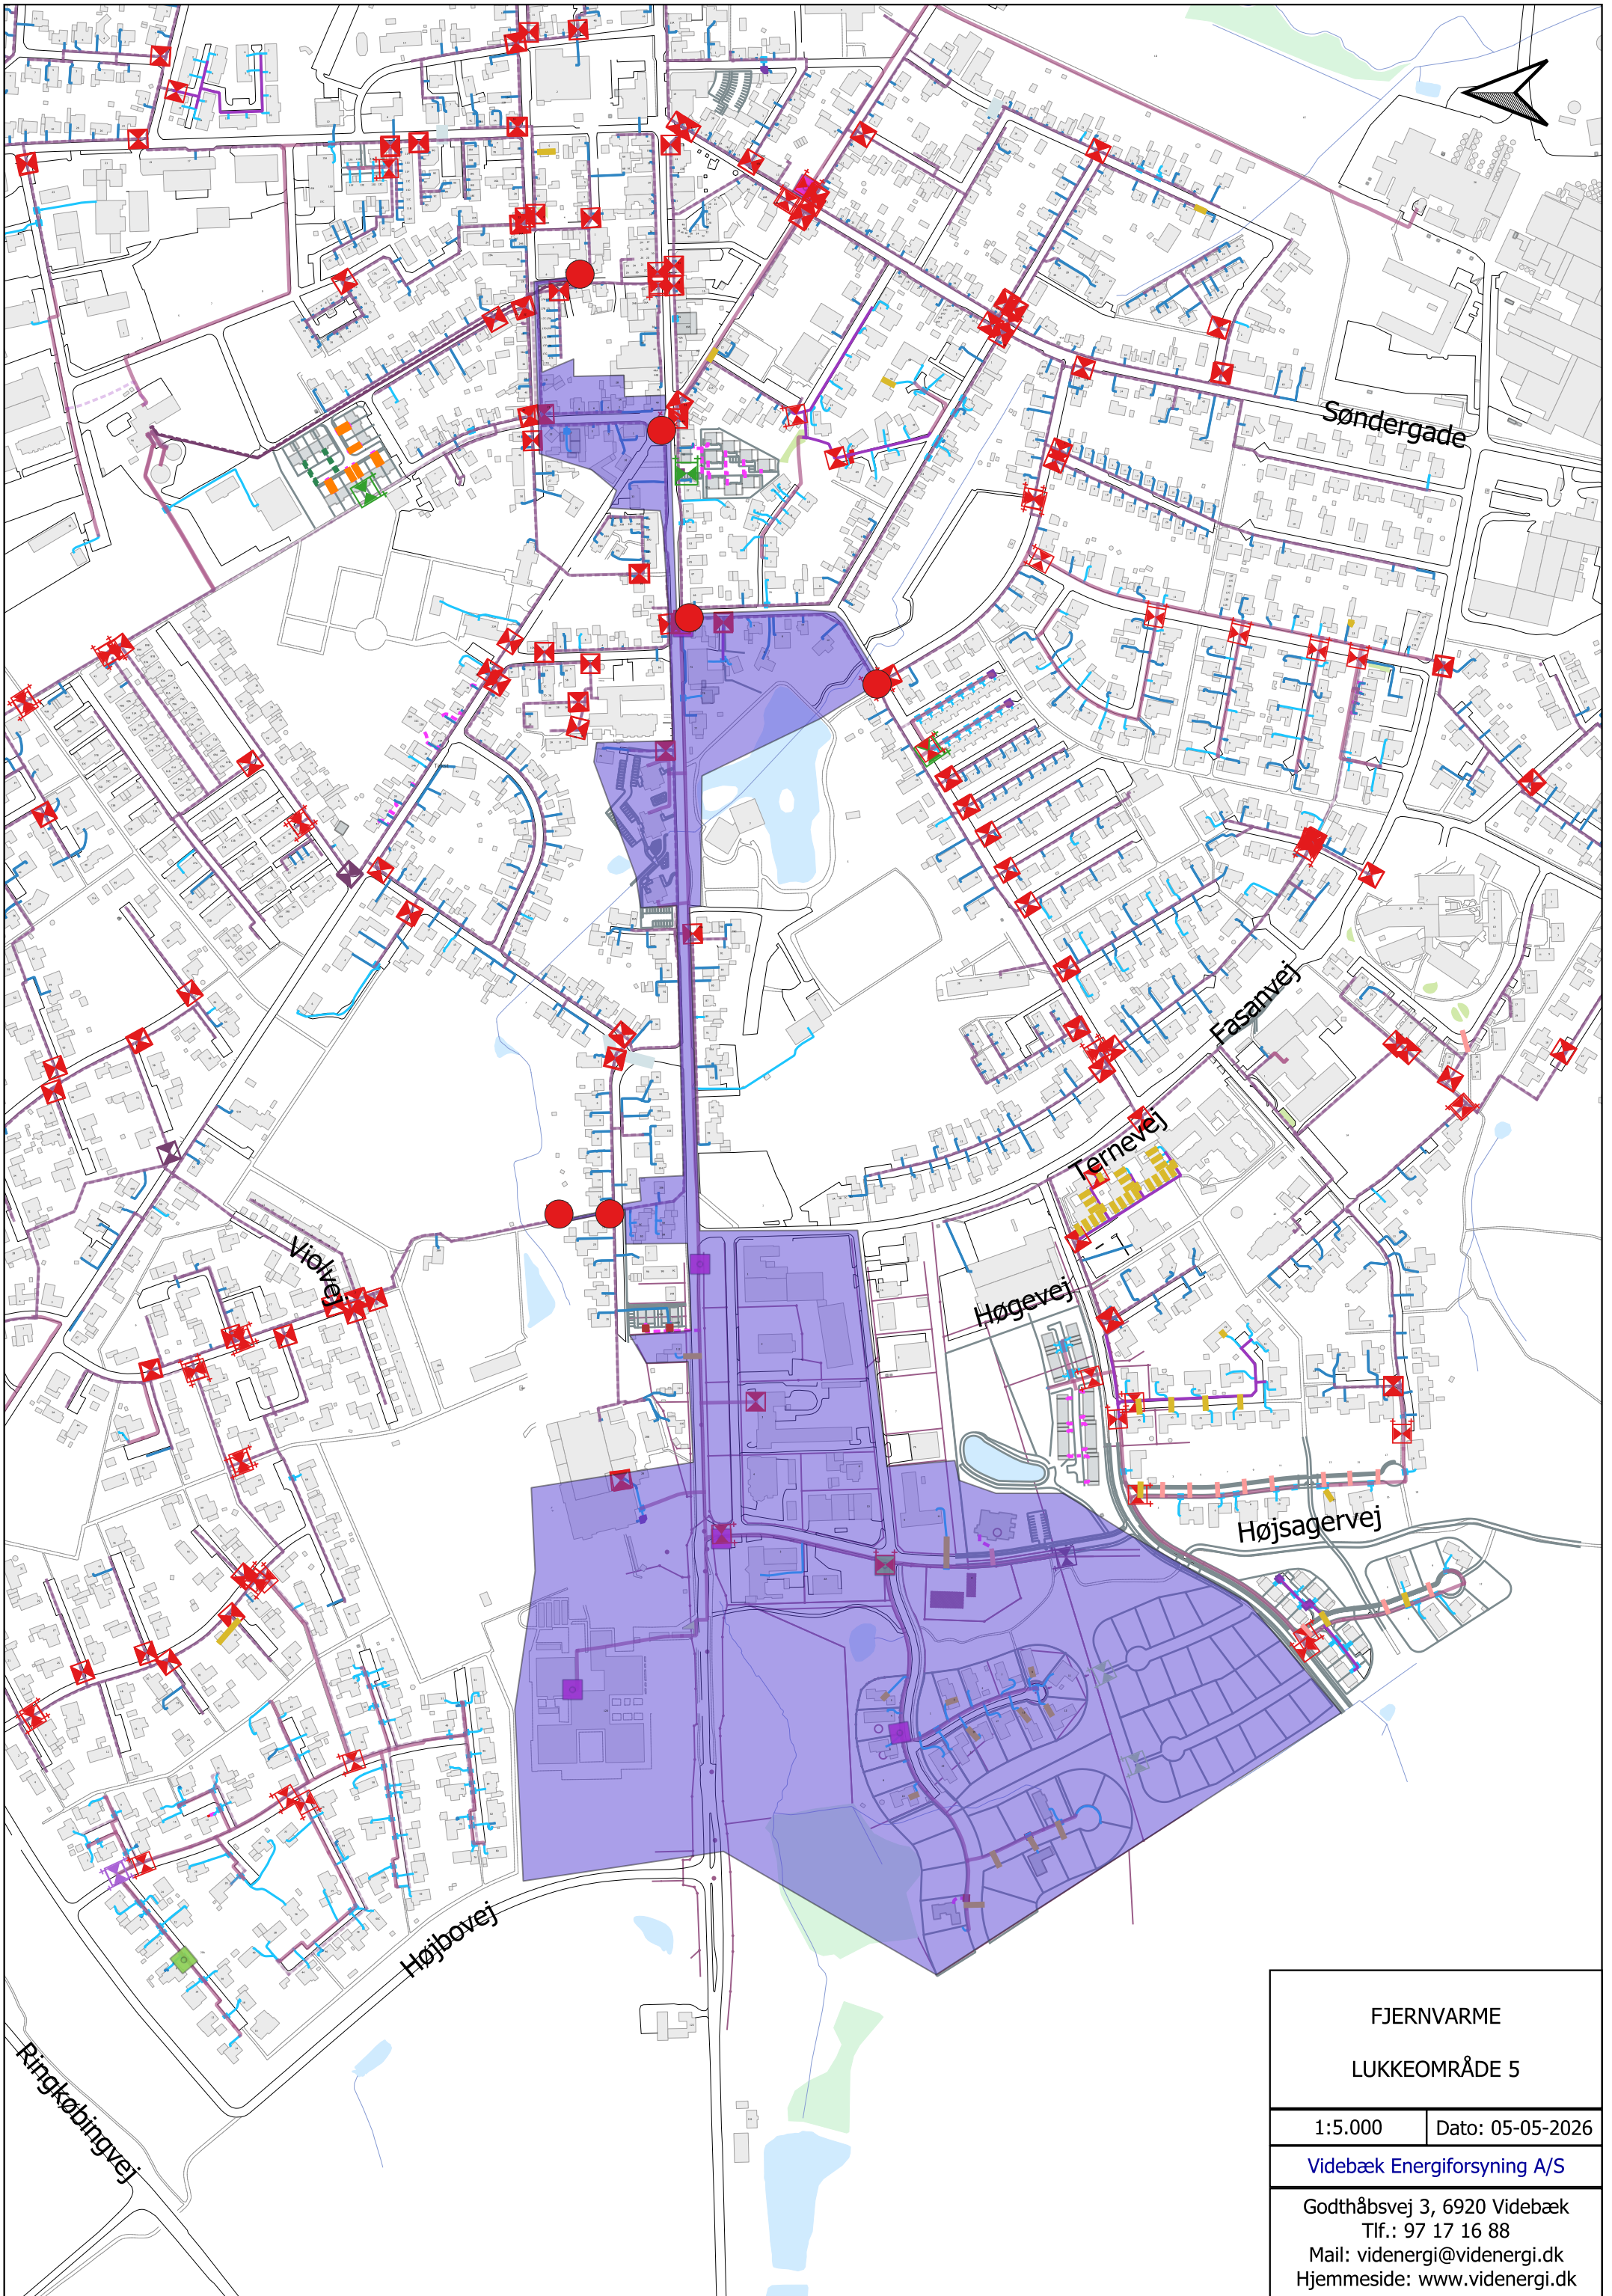 Søndergade
Fasanvej
Ternevej
Violvej
Høgevej
Højsagervej
Højbovej
Ringkøbingvej
FJERNVARME
LUKKEOMRÅDE 5
1:5.000
Dato: 05-05-2026
Videbæk Energiforsyning A/S
Godthåbsvej 3, 6920 Videbæk
Tlf.: 97 17 16 88
Mail: videnergi@videnergi.dk
Hjemmeside: www.videnergi.dk